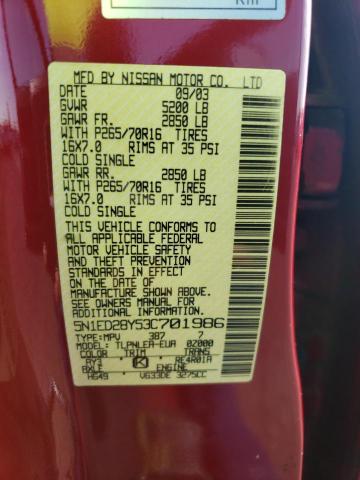 Km
MFD BY NISSAN MOTOR CO. LTD
DATE 09/03
GVWR 5200 LB
GAWR FR. 2850 LB
WITH P265/70R16 TIRES
16X7.0 RIMS AT 35 PSI
COLD SINGLE
GAWR RR. 2850 LB
WITH P265/70R16 TIRES
16X7.0 RIMS AT 35 PSI
COLD SINGLE
THIS VEHICLE CONFORMS TO
ALL APPLICABLE FEDERAL
MOTOR VEHICLE SAFETY
STANDARDS IN EFFECT
ON THE DATE OF
MANUFACTURE SHOWN ABOVE.
SEE OWNERS MANUAL FOR
ADDITIONAL INFORMATION
5N1ED28Y53C701986
TYPE:MPV 387 7
MODEL TLPNLEA-EUA 02000
COLOR TRIM TRANS
AY3 K RE4R01A
AXLE ENGINE
HG49 VG33DE 3275CC